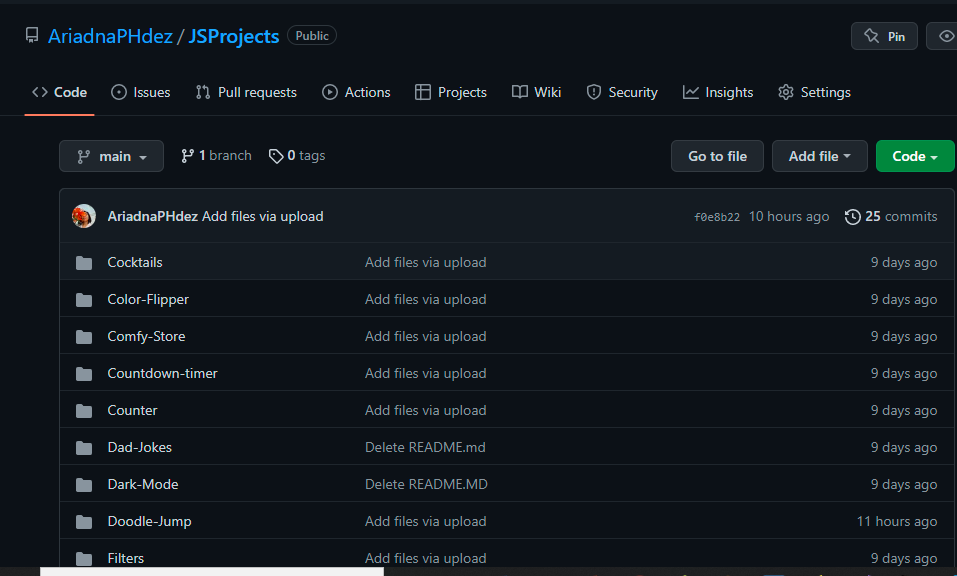 AriadnaPHdez / JSProjects Public Pin
Code Issues Pull requests Actions Projects Wiki Security Insights Settings
main 1 branch 0 tags Go to file Add file Code
AriadnaPHdez Add files via upload f0e8b22 10 hours ago 25 commits
Cocktails Add files via upload 9 days ago
Color-Flipper Add files via upload 9 days ago
Comfy-Store Add files via upload 9 days ago
Countdown-timer Add files via upload 9 days ago
Counter Add files via upload 9 days ago
Dad-Jokes Delete README.md 9 days ago
Dark-Mode Delete README.MD 9 days ago
Doodle-Jump Add files via upload 11 hours ago
Filters Add files via upload 9 days ago